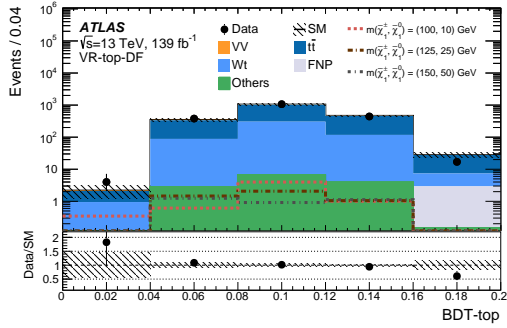 ATLAS
√s=13 TeV, 139 fb⁻¹
VR-top-DF
Data
SM
VV
tt̄
Wt
FNP
Others
m(χ̃₁±, χ̃₁⁰) = (100, 10) GeV
m(χ̃₁±, χ̃₁⁰) = (125, 25) GeV
m(χ̃₁±, χ̃₁⁰) = (150, 50) GeV
Events / 0.04
10⁶
10⁵
10⁴
10³
10²
10
1
Data/SM
2
1.5
1
0.5
0 0.02 0.04 0.06 0.08 0.1 0.12 0.14 0.16 0.18 0.2
BDT-top